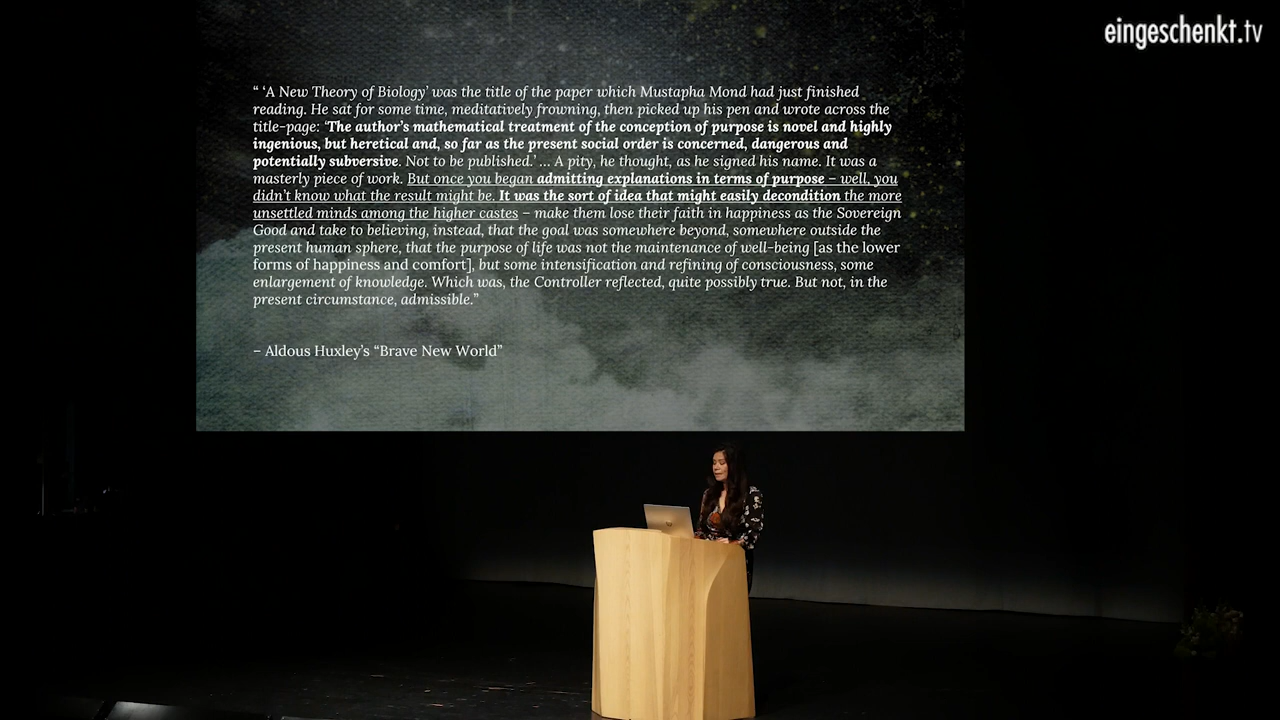 eingeschenkt.tv
“ ‘A New Theory of Biology’ was the title of the paper which Mustapha Mond had just finished
reading. He sat for some time, meditatively frowning, then picked up his pen and wrote across the
title-page: ‘The author’s mathematical treatment of the conception of purpose is novel and highly
ingenious, but heretical and, so far as the present social order is concerned, dangerous and
potentially subversive. Not to be published.’ ... A pity, he thought, as he signed his name. It was a
masterly piece of work. But once you began admitting explanations in terms of purpose – well, you
didn’t know what the result might be. It was the sort of idea that might easily decondition the more
unsettled minds among the higher castes – make them lose their faith in happiness as the Sovereign
Good and take to believing, instead, that the goal was somewhere beyond, somewhere outside the
present human sphere, that the purpose of life was not the maintenance of well-being [as the lower
forms of happiness and comfort], but some intensification and refining of consciousness, some
enlargement of knowledge. Which was, the Controller reflected, quite possibly true. But not, in the
present circumstance, admissible.”
– Aldous Huxley’s “Brave New World”